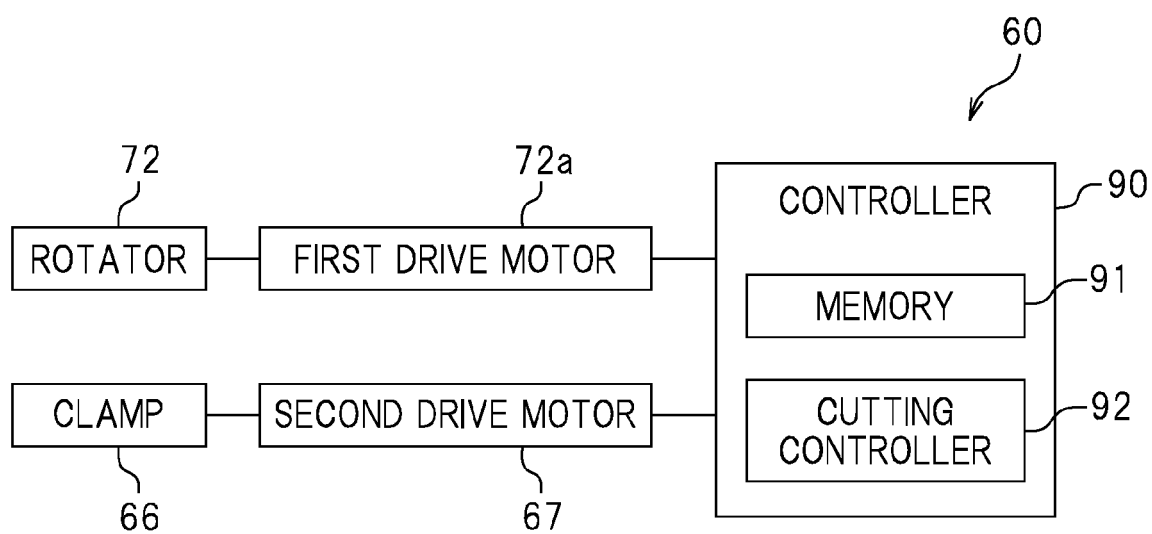 60
72
72a
CONTROLLER
90
ROTATOR
FIRST DRIVE MOTOR
91
MEMORY
CLAMP
SECOND DRIVE MOTOR
CUTTING
CONTROLLER
92
66
67